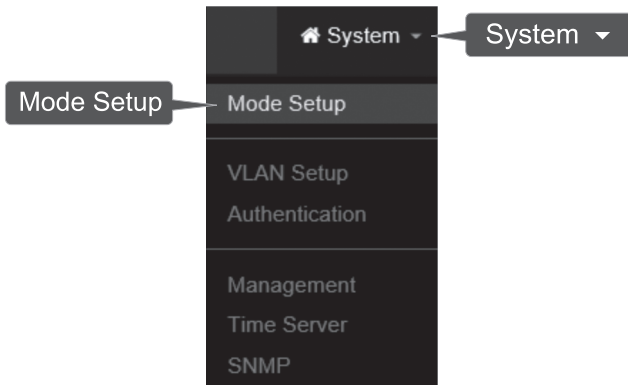 System
System
Mode Setup
Mode Setup
VLAN Setup
Authentication
Management
Time Server
SNMP